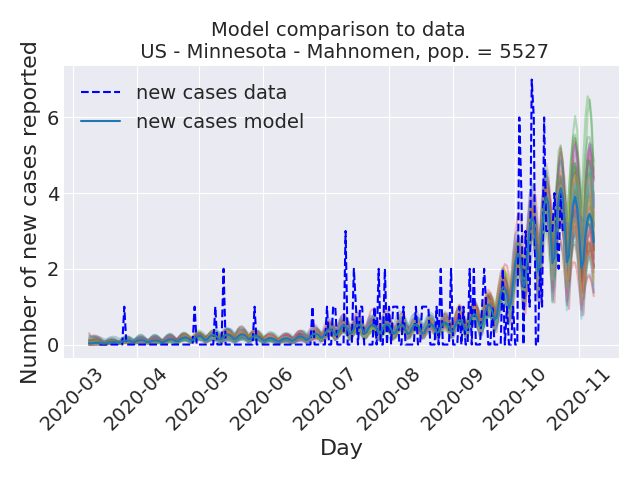 Model comparison to data
US - Minnesota - Mahnomen, pop. = 5527
Number of new cases reported
new cases data
new cases model
6
4
2
0
2020-03
2020-04
2020-05
2020-06
2020-07
2020-08
2020-09
2020-10
2020-11
Day